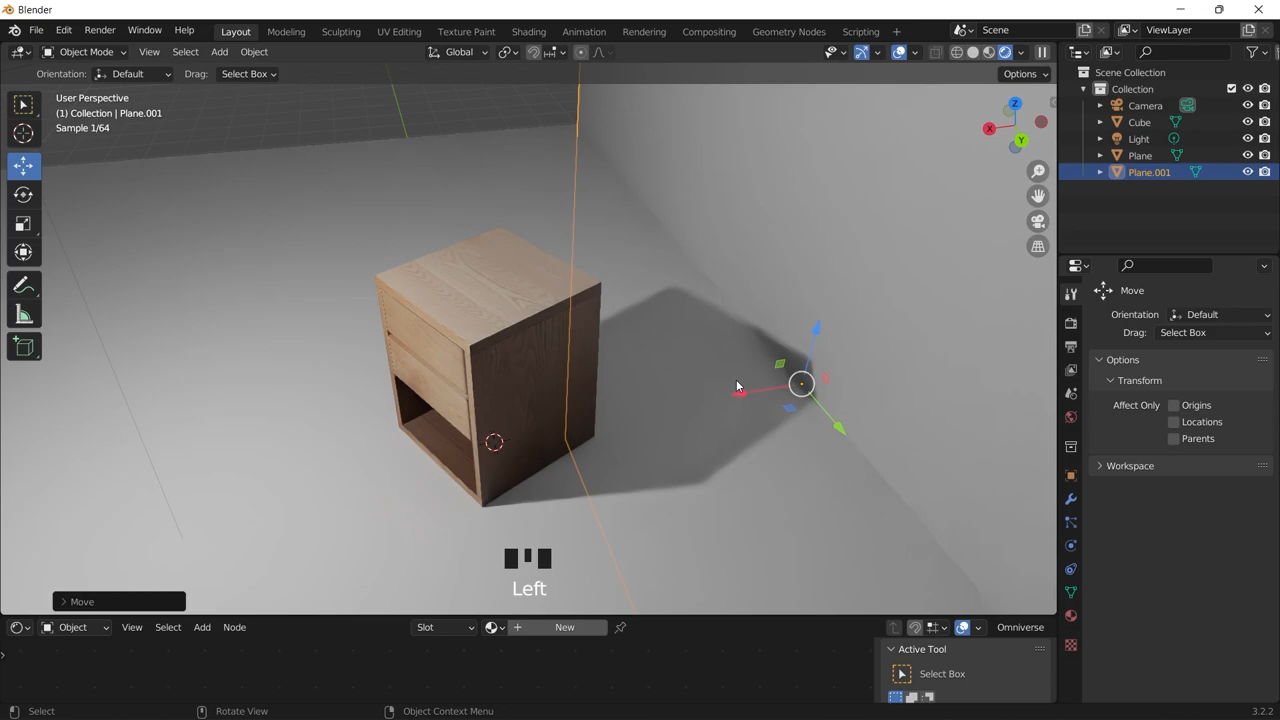 Blender
File Edit Render Window Help Layout Modeling Sculpting UV Editing Texture Paint Shading Animation Rendering Compositing Geometry Nodes Scripting + Scene ViewLayer
Object Mode View Select Add Object Global
Orientation: Default Drag: Select Box Options
User Perspective
(1) Collection | Plane.001
Sample 1/64
Z
X
Y
Scene Collection
Collection
Camera
Cube
Light
Plane
Plane.001
Move
Orientation Default
Drag: Select Box
Options
Transform
Affect Only Origins
Locations
Parents
Workspace
Left
Move
Object View Select Add Node Slot New Omniverse
Active Tool
Select Box
Select Rotate View Object Context Menu 3.2.2